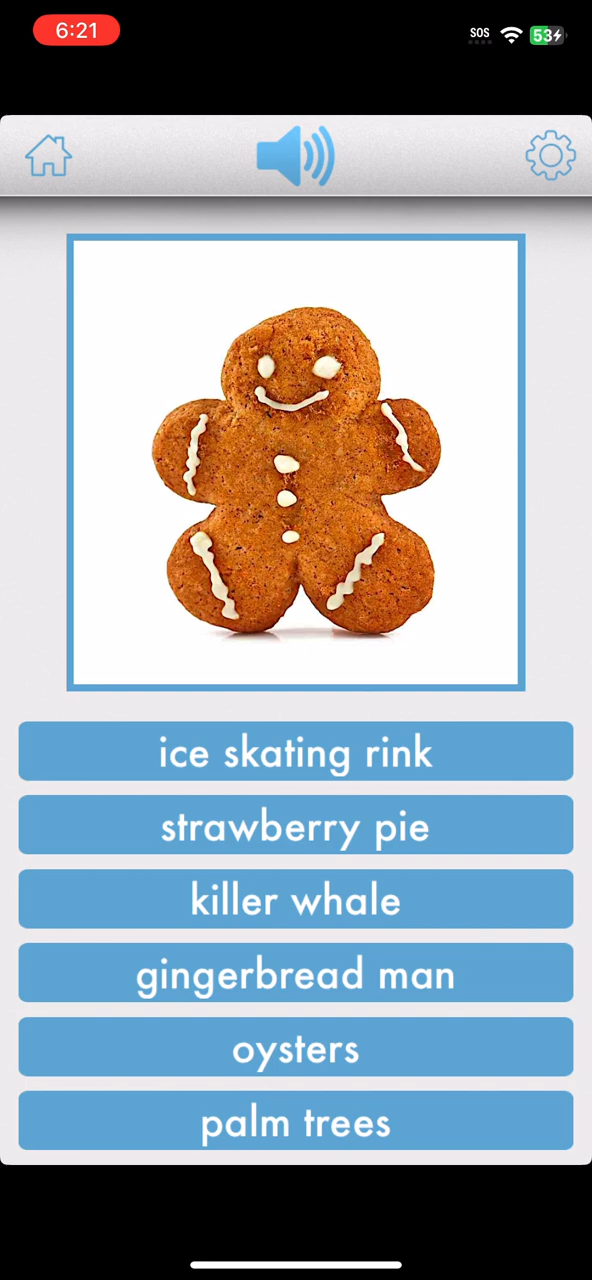 6:21
SOS
53
ice skating rink
strawberry pie
killer whale
gingerbread man
oysters
palm trees